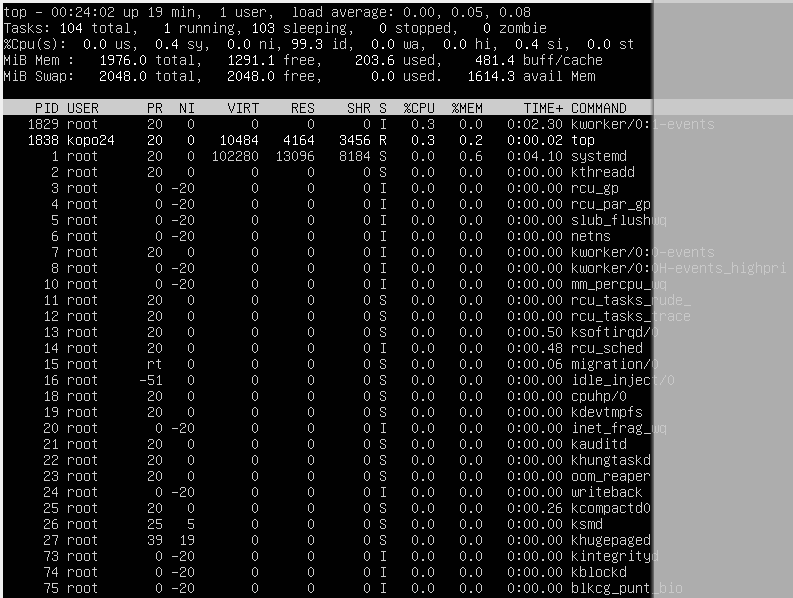 top - 00:24:02 up 19 min,  1 user,  load average: 0.00, 0.05, 0.08
Tasks: 104 total,   1 running, 103 sleeping,   0 stopped,   0 zombie
%Cpu(s):  0.0 us,  0.4 sy,  0.0 ni, 99.3 id,  0.0 wa,  0.0 hi,  0.4 si,  0.0 st
MiB Mem :   1976.0 total,   1291.1 free,    203.6 used,    481.4 buff/cache
MiB Swap:   2048.0 total,   2048.0 free,      0.0 used.   1614.3 avail Mem
PID USER      PR  NI    VIRT    RES    SHR S  %CPU  %MEM     TIME+ COMMAND
1829 root      20   0       0      0      0 I   0.3   0.0   0:02.30 kworker/0:1-events
1838 kopo24    20   0   10484   4164   3456 R   0.3   0.2   0:00.02 top
1 root      20   0  102280  13096   8184 S   0.0   0.6   0:04.10 systemd
2 root      20   0       0      0      0 S   0.0   0.0   0:00.00 kthreadd
3 root       0 -20       0      0      0 I   0.0   0.0   0:00.00 rcu_gp
4 root       0 -20       0      0      0 I   0.0   0.0   0:00.00 rcu_par_gp
5 root       0 -20       0      0      0 I   0.0   0.0   0:00.00 slub_flushwq
6 root       0 -20       0      0      0 I   0.0   0.0   0:00.00 netns
7 root      20   0       0      0      0 I   0.0   0.0   0:00.00 kworker/0:0-events
8 root       0 -20       0      0      0 I   0.0   0.0   0:00.00 kworker/0:0H-events_highpri
10 root       0 -20       0      0      0 I   0.0   0.0   0:00.00 mm_percpu_wq
11 root      20   0       0      0      0 S   0.0   0.0   0:00.00 rcu_tasks_rude_
12 root      20   0       0      0      0 S   0.0   0.0   0:00.00 rcu_tasks_trace
13 root      20   0       0      0      0 S   0.0   0.0   0:00.50 ksoftirqd/0
14 root      20   0       0      0      0 I   0.0   0.0   0:00.48 rcu_sched
15 root      rt   0       0      0      0 S   0.0   0.0   0:00.06 migration/0
16 root     -51   0       0      0      0 S   0.0   0.0   0:00.00 idle_inject/0
18 root      20   0       0      0      0 S   0.0   0.0   0:00.00 cpuhp/0
19 root      20   0       0      0      0 S   0.0   0.0   0:00.00 kdevtmpfs
20 root       0 -20       0      0      0 I   0.0   0.0   0:00.00 inet_frag_wq
21 root      20   0       0      0      0 S   0.0   0.0   0:00.00 kauditd
22 root      20   0       0      0      0 S   0.0   0.0   0:00.00 khungtaskd
23 root      20   0       0      0      0 S   0.0   0.0   0:00.00 oom_reaper
24 root       0 -20       0      0      0 I   0.0   0.0   0:00.00 writeback
25 root      20   0       0      0      0 S   0.0   0.0   0:00.26 kcompactd0
26 root      25   5       0      0      0 S   0.0   0.0   0:00.00 ksmd
27 root      39  19       0      0      0 S   0.0   0.0   0:00.00 khugepaged
73 root       0 -20       0      0      0 I   0.0   0.0   0:00.00 kintegrityd
74 root       0 -20       0      0      0 I   0.0   0.0   0:00.00 kblockd
75 root       0 -20       0      0      0 I   0.0   0.0   0:00.00 blkcg_punt_bio